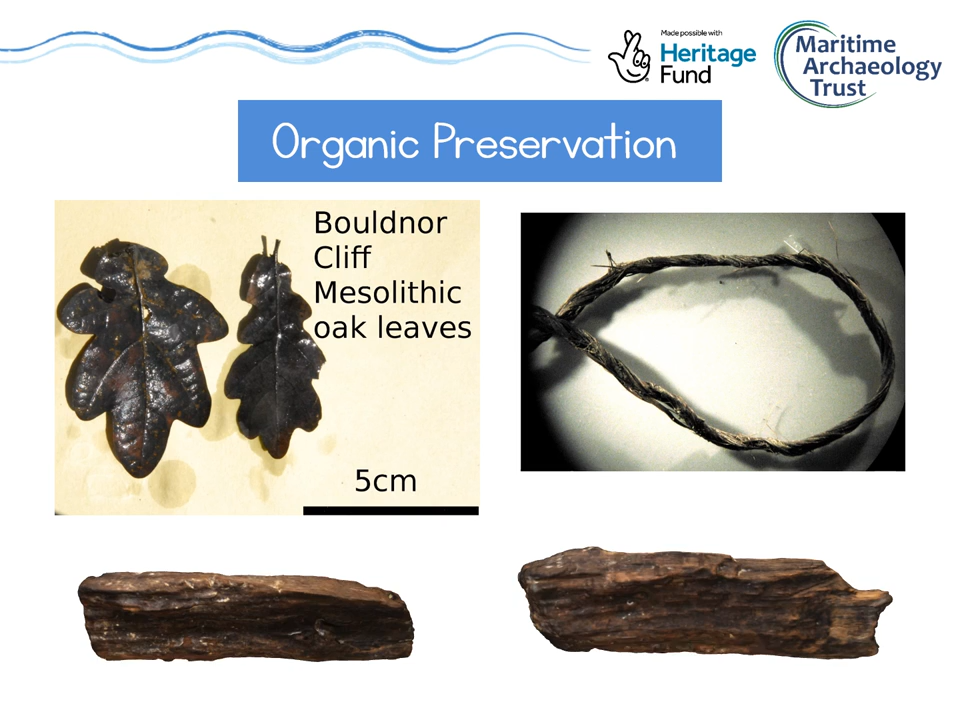 Made possible with
Heritage
Fund
Maritime
Archaeology
Trust
Organic Preservation
Bouldnor
Cliff
Mesolithic
oak leaves
5cm